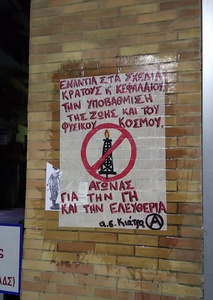 ΕΝΑΝΤΙΑ ΣΤΑ ΣΧΕΔΙΑ
ΚΡΑΤΟΥΣ Κ ΚΕΦΑΛΑΙΟΥ
ΤΗΝ ΥΠΟΒΑΘΜΙΣΗ
ΤΗΣ ΖΩΗΣ ΚΑΙ ΤΟΥ
ΦΥΣΙΚΟΥ ΚΟΣΜΟΥ.
ΑΓΩΝΑΣ
ΓΙΑ ΤΗΝ ΓΗ
ΚΑΙ ΤΗΝ ΕΛΕΥΘΕΡΙΑ
α.ε. Κιάτρα